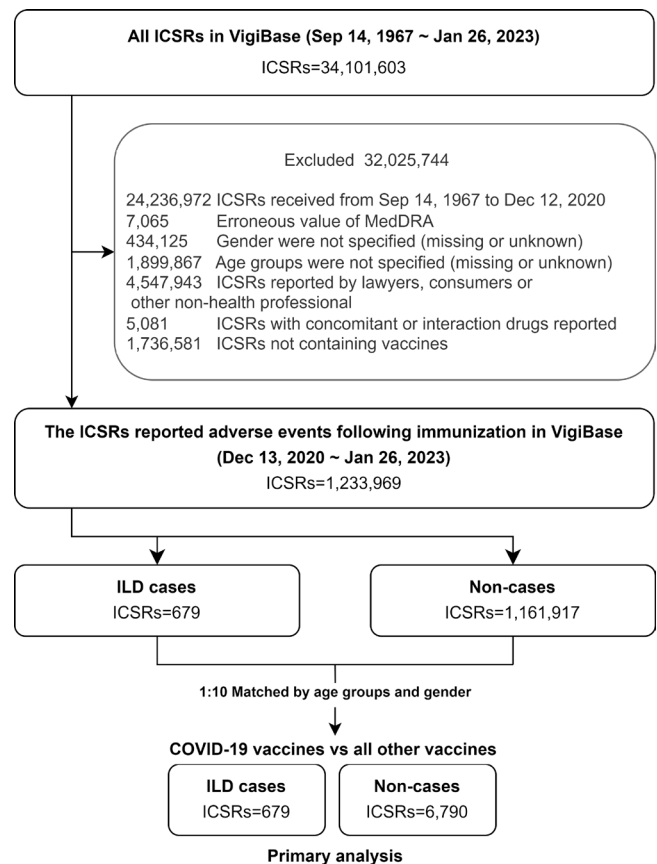 All ICSRs in VigiBase (Sep 14, 1967 ~ Jan 26, 2023)
ICSRs=34,101,603
Excluded 32,025,744
24,236,972 ICSRs received from Sep 14, 1967 to Dec 12, 2020
7,065 Erroneous value of MedDRA
434,125 Gender were not specified (missing or unknown)
1,899,867 Age groups were not specified (missing or unknown)
4,547,943 ICSRs reported by lawyers, consumers or
other non-health professional
5,081 ICSRs with concomitant or interaction drugs reported
1,736,581 ICSRs not containing vaccines
The ICSRs reported adverse events following immunization in VigiBase
(Dec 13, 2020 ~ Jan 26, 2023)
ICSRs=1,233,969
ILD cases
ICSRs=679
Non-cases
ICSRs=1,161,917
1:10 Matched by age groups and gender
COVID-19 vaccines vs all other vaccines
ILD cases
ICSRs=679
Non-cases
ICSRs=6,790
Primary analysis